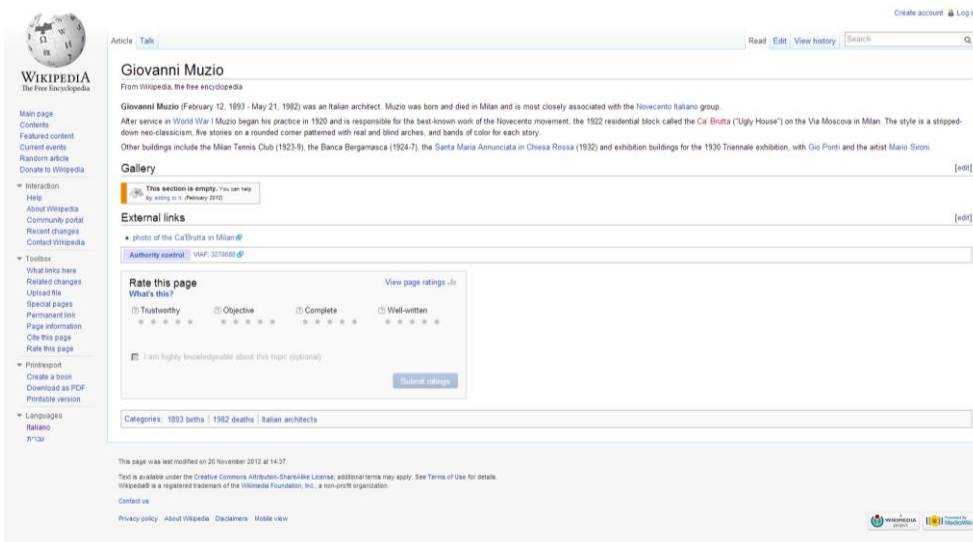 Create account Log i
Article Talk Read Edit View history Search
WIKIPEDIA
The Free Encyclopedia
Main page
Contents
Featured content
Current events
Random article
Donate to Wikipedia
Interaction
Help
About Wikipedia
Community portal
Recent changes
Contact Wikipedia
Toolbox
What links here
Related changes
Upload file
Special pages
Permanent link
Page information
Cite this page
Rate this page
Print/export
Create a book
Download as PDF
Printable version
Languages
Italiano
עברית
Giovanni Muzio
From Wikipedia, the free encyclopedia
Giovanni Muzio (February 12, 1893 - May 21, 1982) was an Italian architect. Muzio was born and died in Milan and is most closely associated with the Novecento Italiano group.
After service in World War I Muzio began his practice in 1920 and is responsible for the best-known work of the Novecento movement, the 1922 residential block called the Ca' Brutta ("Ugly House") on the Via Moscova in Milan. The style is a stripped-
down neo-classicism, five stories on a rounded corner patterned with real and blind arches, and bands of color for each story.
Other buildings include the Milan Tennis Club (1923-9), the Banca Bergamasca (1924-7), the Santa Maria Annunciata in Chiesa Rossa (1932) and exhibition buildings for the 1930 Triennale exhibition, with Gio Ponti and the artist Mario Sironi.
Gallery [edit]
This section is empty. You can help
by adding to it. (February 2012)
External links [edit]
photo of the Ca'Brutta in Milan
Authority control VIAF: 3278688
Rate this page View page ratings
What's this?
Trustworthy Objective Complete Well-written
I am highly knowledgeable about this topic (optional)
Submit ratings
Categories: 1893 births | 1982 deaths | Italian architects
This page was last modified on 20 November 2012 at 14:37.
Text is available under the Creative Commons Attribution-ShareAlike License; additional terms may apply. See Terms of Use for details.
Wikipedia® is a registered trademark of the Wikimedia Foundation, Inc., a non-profit organization.
Contact us
Privacy policy About Wikipedia Disclaimers Mobile view
A WIKIMEDIA project
Powered By MediaWiki